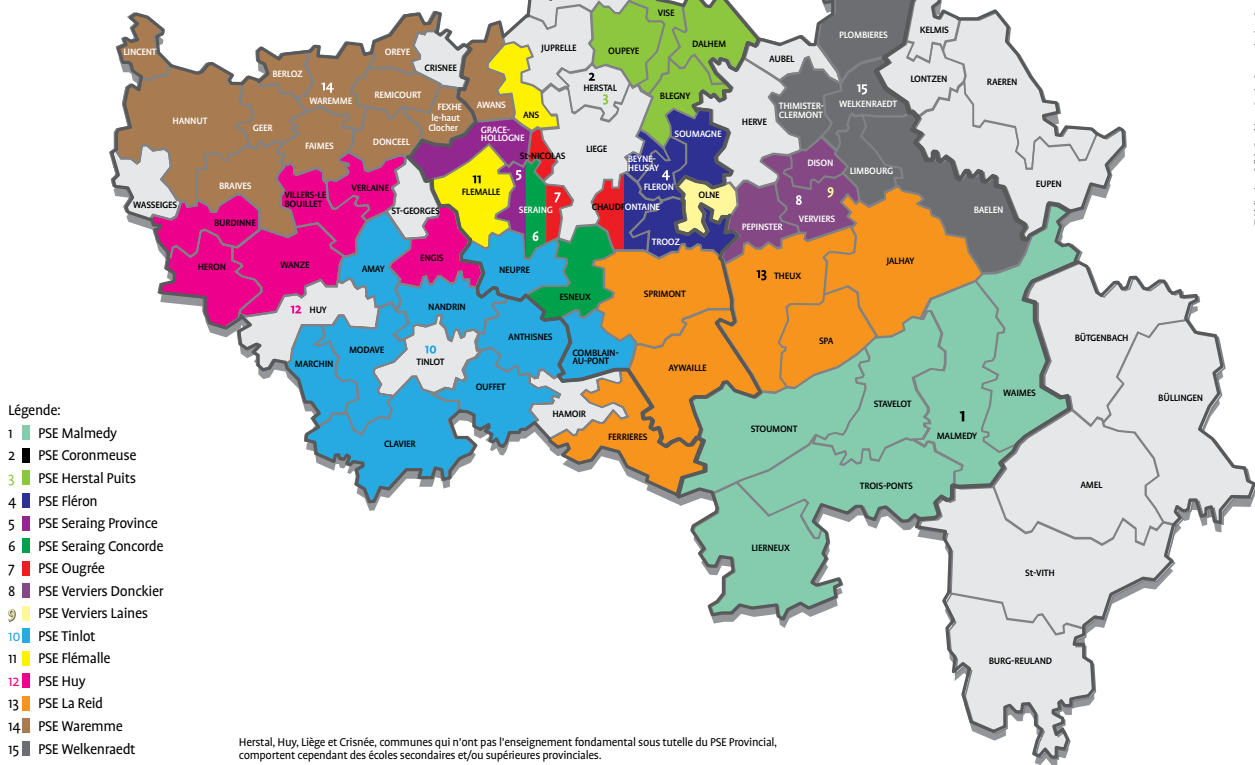 VISE
PLOMBIERES
KELMIS
LINCENT
OREYE
JUPRELLE
OUPEYE
DALHEM
AUBEL
CRISNEE
BERLOZ
14
WAREMME
REMICOURT
2
HERSTAL
3
BLEGNY
15
WELKENRAEDT
LONTZEN
RAEREN
HANNUT
GEER
FEXHE
le-haut
Clocher
AWANS
ANS
THIMISTER-
CLERMONT
HERVE
FAIMES
DONCEEL
GRACE-
HOLLOGNE
SOUMAGNE
St-NICOLAS
LIEGE
BEYNE-
HEUSAY
DISON
LIMBOURG
BRAIVES
VILLERS-LE
BOUILLET
VERLAINE
11
FLEMALLE
5
4
FLERON
OLNE
8
9
VERVIERS
EUPEN
WASSEIGES
ST-GEORGES
SERAING
7
CHAUDFONTAINE
BAELEN
BURDINNE
6
TROOZ
PEPINSTER
HERON
WANZE
AMAY
ENGIS
NEUPRE
ESNEUX
SPRIMONT
13 THEUX
JALHAY
12 HUY
NANDRIN
MODAVE
10
TINLOT
ANTHISNES
COMBLAIN-
AU-PONT
SPA
BÜTGENBACH
MARCHIN
OUFFET
AYWAILLE
WAIMES
BÜLLINGEN
HAMOIR
STAVELOT
1
MALMEDY
CLAVIER
FERRIERES
STOUMONT
TROIS-PONTS
AMEL
LIERNEUX
St-VITH
BURG-REULAND
Légende:
1 PSE Malmedy
2 PSE Coronmeuse
3 PSE Herstal Puits
4 PSE Fléron
5 PSE Seraing Province
6 PSE Seraing Concorde
7 PSE Ougrée
8 PSE Verviers Donckier
9 PSE Verviers Laines
10 PSE Tinlot
11 PSE Flémalle
12 PSE Huy
13 PSE La Reid
14 PSE Waremme
15 PSE Welkenraedt
Herstal, Huy, Liège et Crisnée, communes qui n'ont pas l'enseignement fondamental sous tutelle du PSE Provincial,
comportent cependant des écoles secondaires et/ou supérieures provinciales.